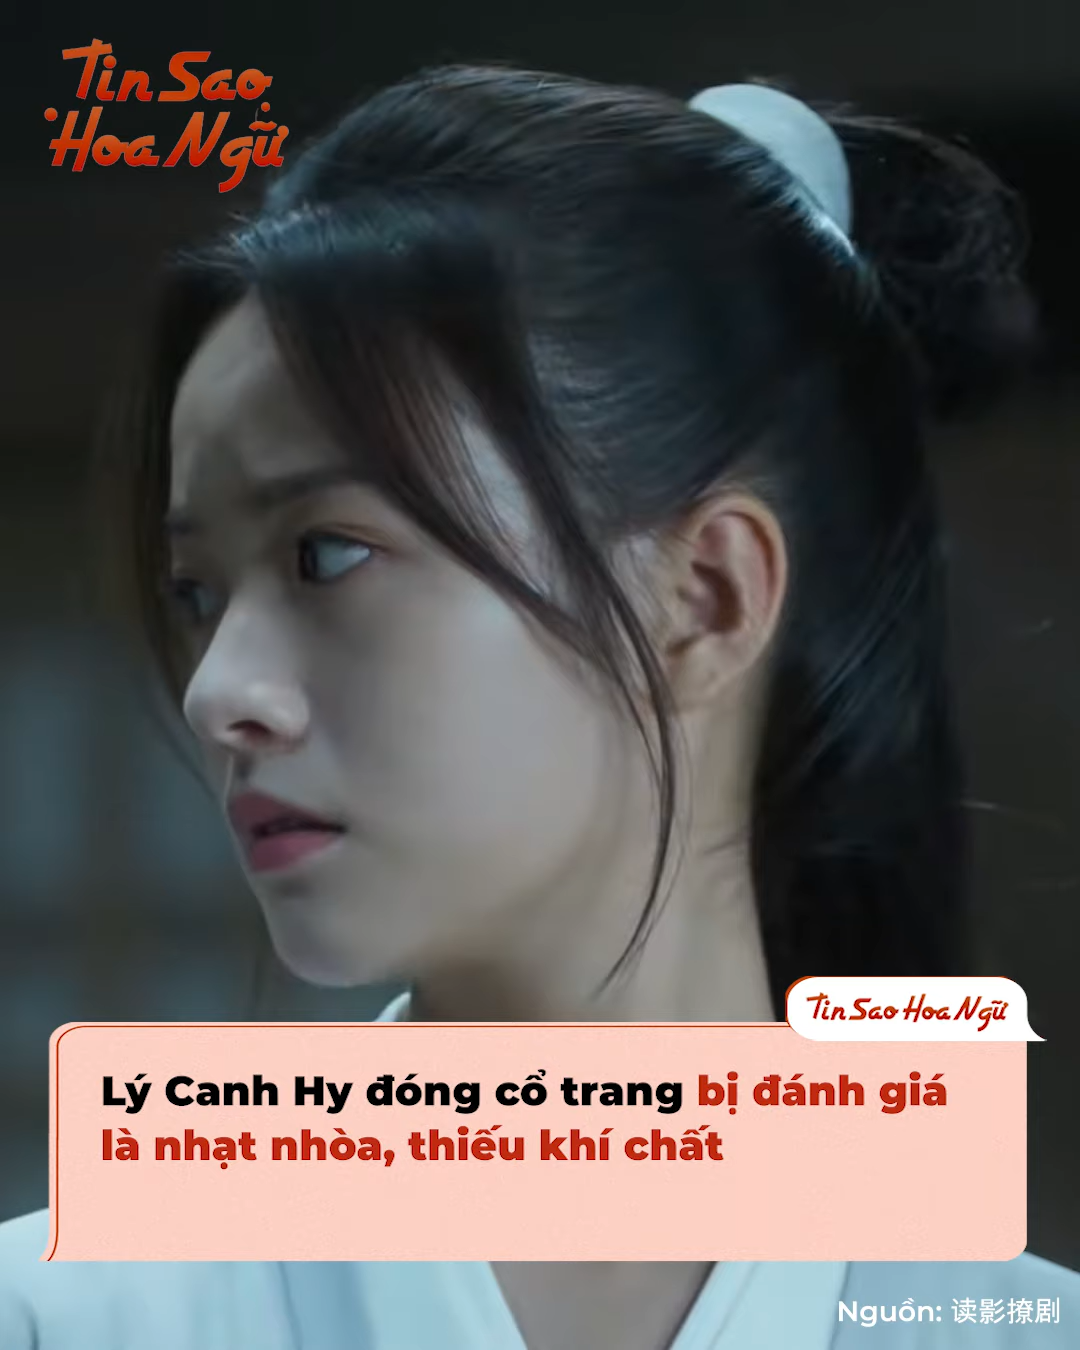 Tin Sao
Hoa Ngữ
Tin Sao Hoa Ngữ
Lý Canh Hy đóng cổ trang bị đánh giá
là nhạt nhòa, thiếu khí chất
Nguồn: 读影撩剧